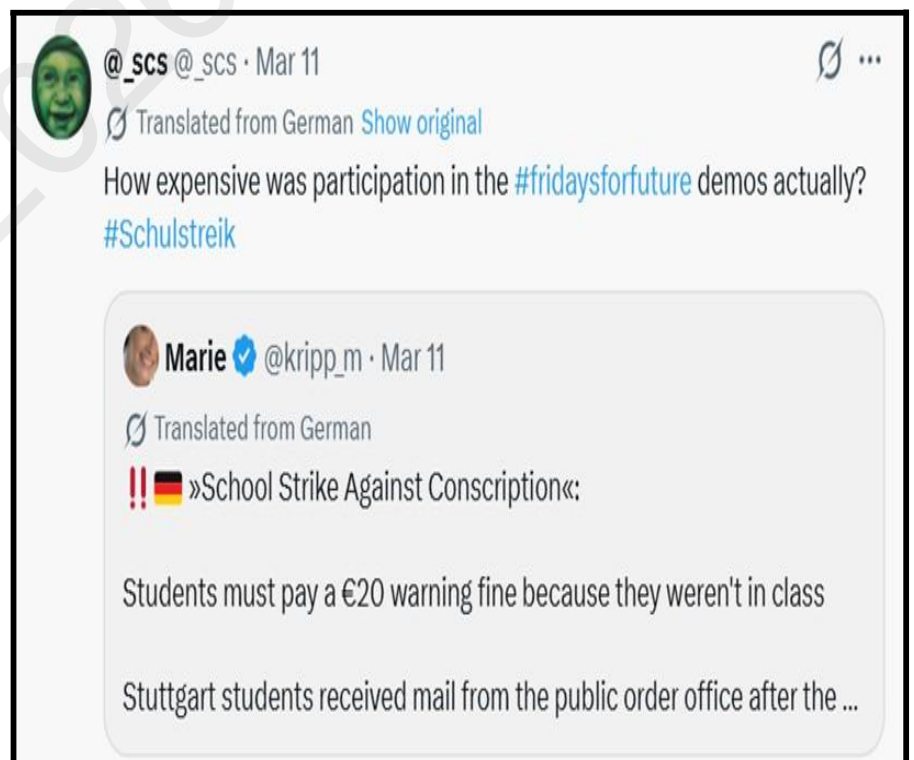 @_scs @_scs · Mar 11
Translated from German Show original
How expensive was participation in the #fridaysforfuture demos actually?
#Schulstreik
Marie @kripp_m · Mar 11
Translated from German
‼️🇩🇪 »School Strike Against Conscription«:
Students must pay a €20 warning fine because they weren't in class
Stuttgart students received mail from the public order office after the ...